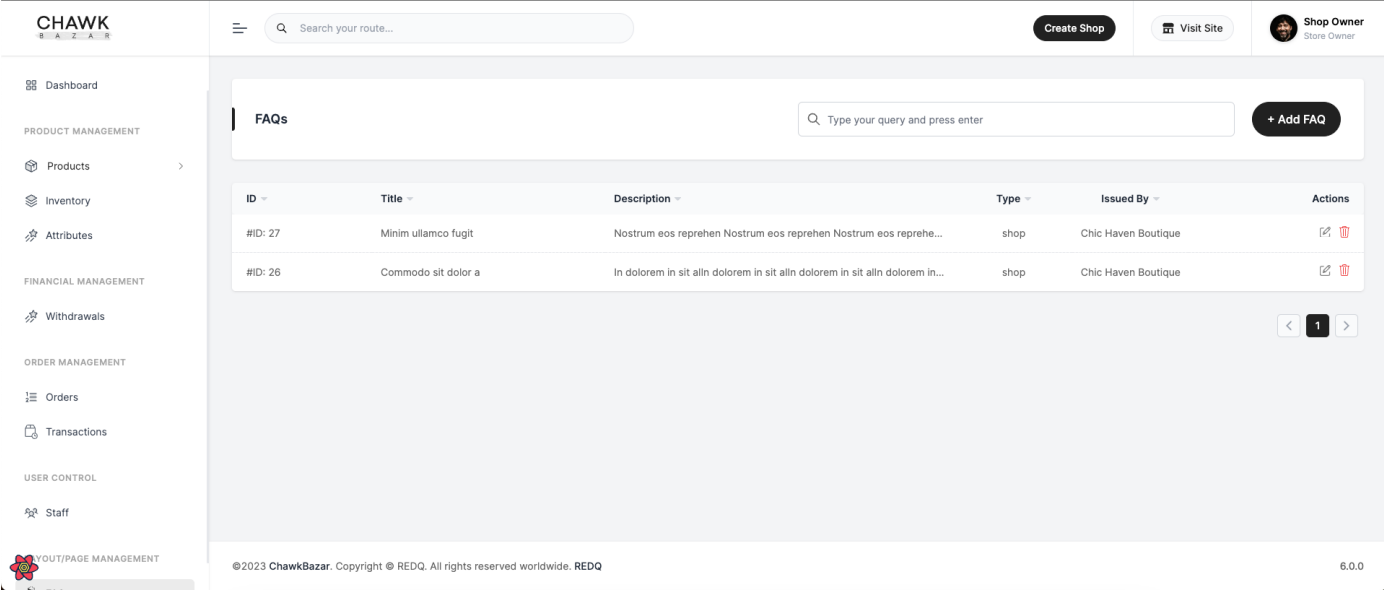 CHAWK
BAZAR
Search your route...
Create Shop
Visit Site
Shop Owner
Store Owner
Dashboard
PRODUCT MANAGEMENT
Products
Inventory
Attributes
FINANCIAL MANAGEMENT
Withdrawals
ORDER MANAGEMENT
Orders
Transactions
USER CONTROL
Staff
AYOUT/PAGE MANAGEMENT
FAQs
Type your query and press enter
+ Add FAQ
ID Title Description Type Issued By Actions
#ID: 27 Minim ullamco fugit Nostrum eos reprehen Nostrum eos reprehen Nostrum eos reprehe... shop Chic Haven Boutique
#ID: 26 Commodo sit dolor a In dolorem in sit alIn dolorem in sit alIn dolorem in sit alIn dolorem in... shop Chic Haven Boutique
1
©2023 ChawkBazar. Copyright © REDQ. All rights reserved worldwide. REDQ
6.0.0